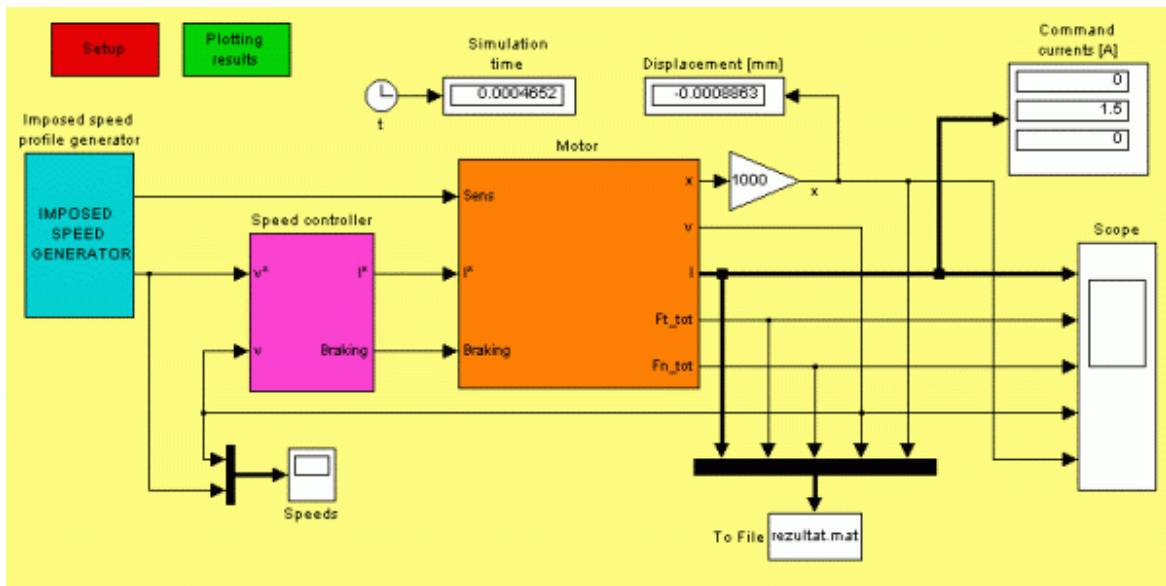 Setup
Plotting
results
Simulation
time
0.0004652
t
Displacement [mm]
-0.0008863
Command
currents [A]
0
1.5
0
Imposed speed
profile generator
IMPOSED
SPEED
GENERATOR
Speed controller
v*
I*
v
Braking
Motor
Sens
I*
Braking
x
v
I
Ft_tot
Fn_tot
1000
x
Scope
Speeds
To File
rezultat.mat